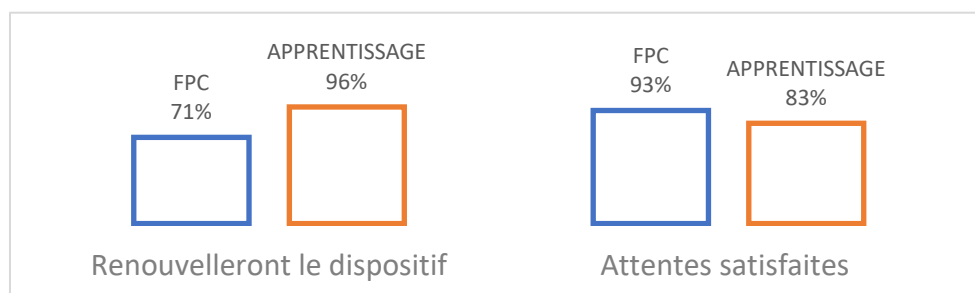 FPC
71%
APPRENTISSAGE
96%
Renouvelleront le dispositif
FPC
93%
APPRENTISSAGE
83%
Attentes satisfaites